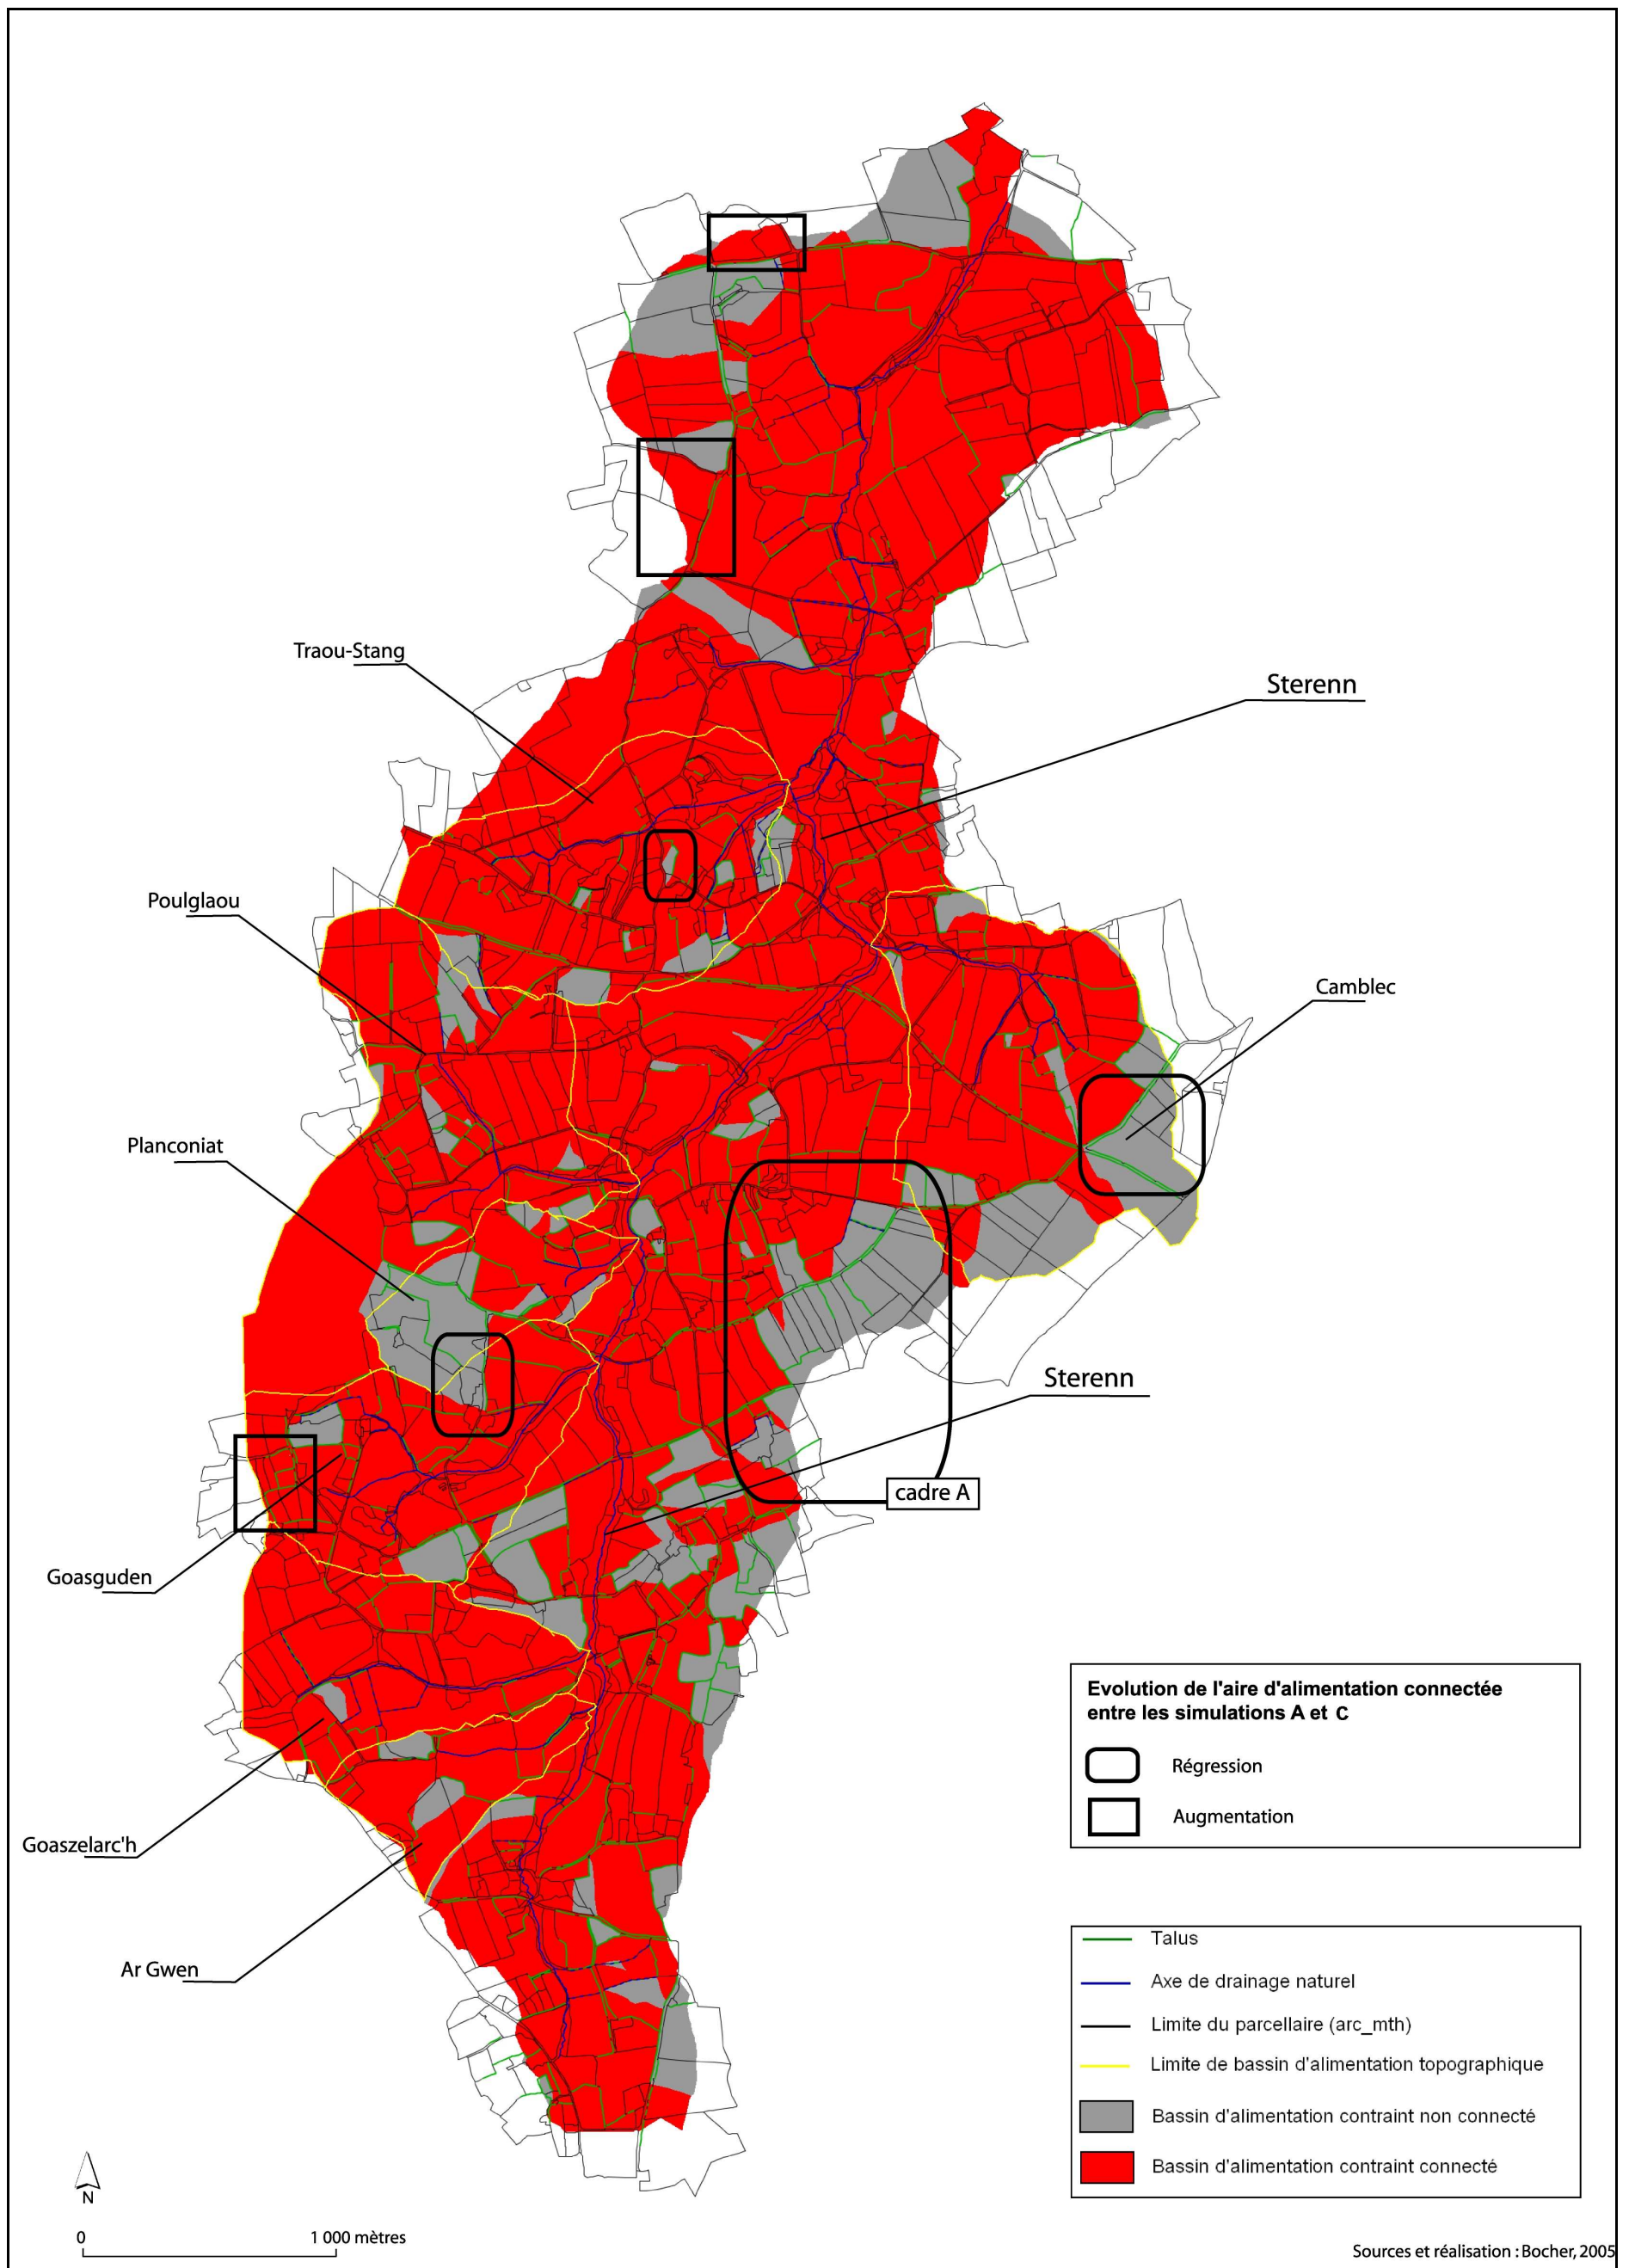 Traou-Stang
Sterenn
Poulglaou
Camblec
Planconiat
Sterenn
cadre A
Goasguden
Goaszelarc'h
Ar Gwen
Evolution de l'aire d'alimentation connectée
entre les simulations A et C
Régression
Augmentation
Talus
Axe de drainage naturel
Limite du parcellaire (arc_mth)
Limite de bassin d'alimentation topographique
Bassin d'alimentation contraint non connecté
Bassin d'alimentation contraint connecté
N
0 1 000 mètres
Sources et réalisation : Bocher, 2005